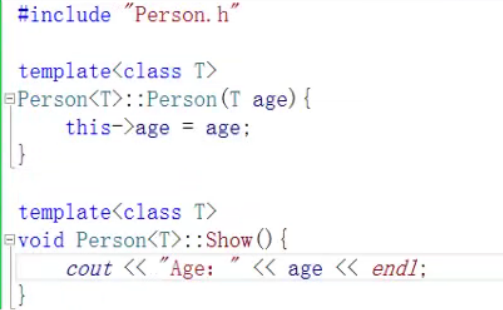 #include "Person.h"
template<class T>
Person<T>::Person(T age){
this->age = age;
}
template<class T>
void Person<T>::Show(){
cout << "Age: " << age << endl;
}